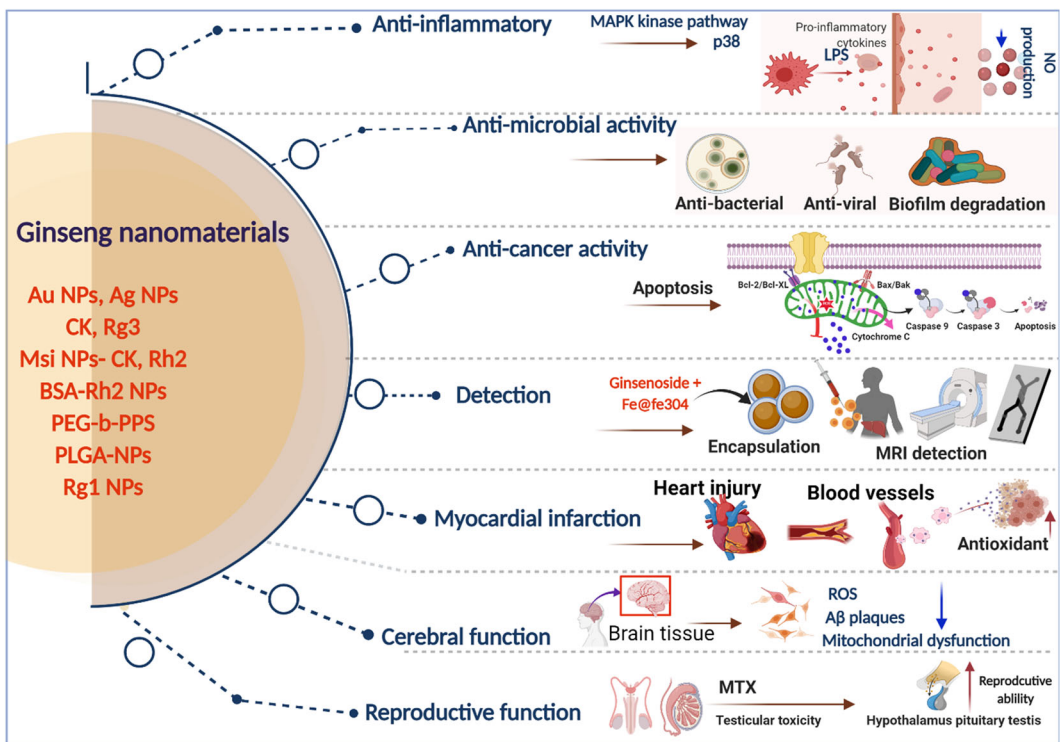 Anti-inflammatory
MAPK kinase pathway
p38
Pro-inflammatory
cytokines
LPS
NO
production
Anti-microbial activity
Anti-bacterial
Anti-viral
Biofilm degradation
Ginseng nanomaterials
Au NPs, Ag NPs
CK, Rg3
Msi NPs- CK, Rh2
BSA-Rh2 NPs
PEG-b-PPS
PLGA-NPs
Rg1 NPs
Anti-cancer activity
Apoptosis
Bcl-2/Bcl-XL
Bax/Bak
Cytochrome C
Caspase 9
Caspase 3
Apoptosis
Detection
Ginsenoside +
Fe@fe304
Encapsulation
MRI detection
Myocardial infarction
Heart injury
Blood vessels
Antioxidant
Cerebral function
Brain tissue
ROS
Aβ plaques
Mitochondrial dysfunction
Reproductive function
MTX
Testicular toxicity
Reprodcutive
ablility
Hypothalamus pituitary testis